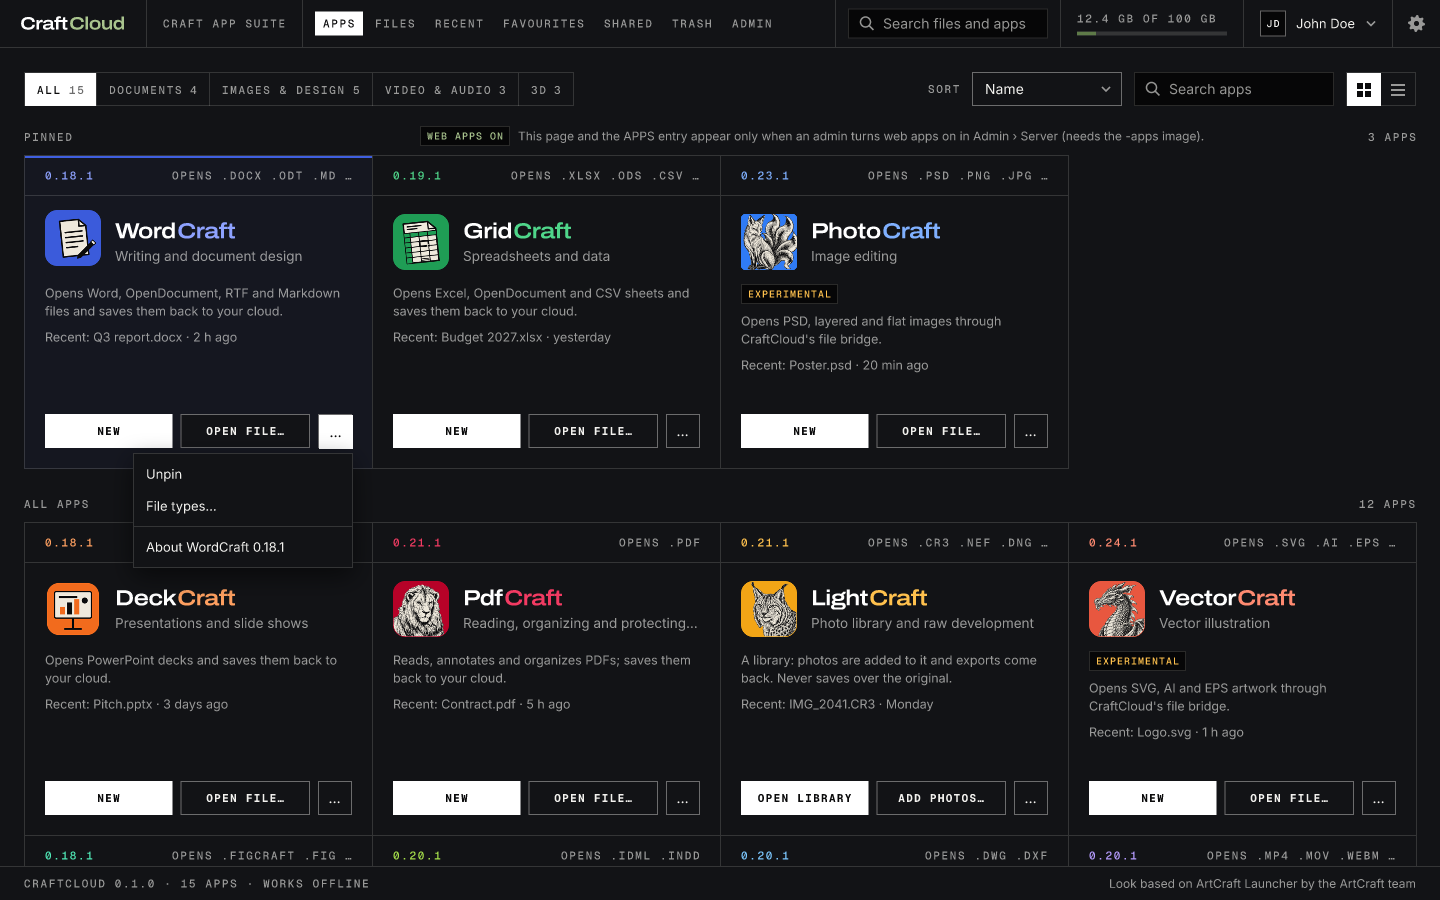 CraftCloud
CRAFT APP SUITE
APPS FILES RECENT FAVOURITES SHARED TRASH ADMIN
Search files and apps
12.4 GB OF 100 GB
JD John Doe
ALL 15 DOCUMENTS 4 IMAGES & DESIGN 5 VIDEO & AUDIO 3 3D 3
SORT Name
Search apps
PINNED
WEB APPS ON This page and the APPS entry appear only when an admin turns web apps on in Admin › Server (needs the -apps image).
3 APPS
0.18.1 OPENS .DOCX .ODT .MD …
WordCraft
Writing and document design
Opens Word, OpenDocument, RTF and Markdown
files and saves them back to your cloud.
Recent: Q3 report.docx · 2 h ago
NEW OPEN FILE… …
0.19.1 OPENS .XLSX .ODS .CSV …
GridCraft
Spreadsheets and data
Opens Excel, OpenDocument and CSV sheets and
saves them back to your cloud.
Recent: Budget 2027.xlsx · yesterday
NEW OPEN FILE… …
0.23.1 OPENS .PSD .PNG .JPG …
PhotoCraft
Image editing
EXPERIMENTAL
Opens PSD, layered and flat images through
CraftCloud's file bridge.
Recent: Poster.psd · 20 min ago
NEW OPEN FILE… …
Unpin
File types…
About WordCraft 0.18.1
ALL APPS
12 APPS
0.18.1
DeckCraft
Presentations and slide shows
Opens PowerPoint decks and saves them back to
your cloud.
Recent: Pitch.pptx · 3 days ago
NEW OPEN FILE… …
0.21.1 OPENS .PDF
PdfCraft
Reading, organizing and protecting…
Reads, annotates and organizes PDFs; saves them
back to your cloud.
Recent: Contract.pdf · 5 h ago
NEW OPEN FILE… …
0.21.1 OPENS .CR3 .NEF .DNG …
LightCraft
Photo library and raw development
A library: photos are added to it and exports come
back. Never saves over the original.
Recent: IMG_2041.CR3 · Monday
OPEN LIBRARY ADD PHOTOS… …
0.24.1 OPENS .SVG .AI .EPS …
VectorCraft
Vector illustration
EXPERIMENTAL
Opens SVG, AI and EPS artwork through
CraftCloud's file bridge.
Recent: Logo.svg · 1 h ago
NEW OPEN FILE… …
0.18.1 OPENS .FIGCRAFT .FIG …
0.20.1 OPENS .IDML .INDD
0.20.1 OPENS .DWG .DXF
0.20.1 OPENS .MP4 .MOV .WEBM …
CRAFTCLOUD 0.1.0 · 15 APPS · WORKS OFFLINE
Look based on ArtCraft Launcher by the ArtCraft team